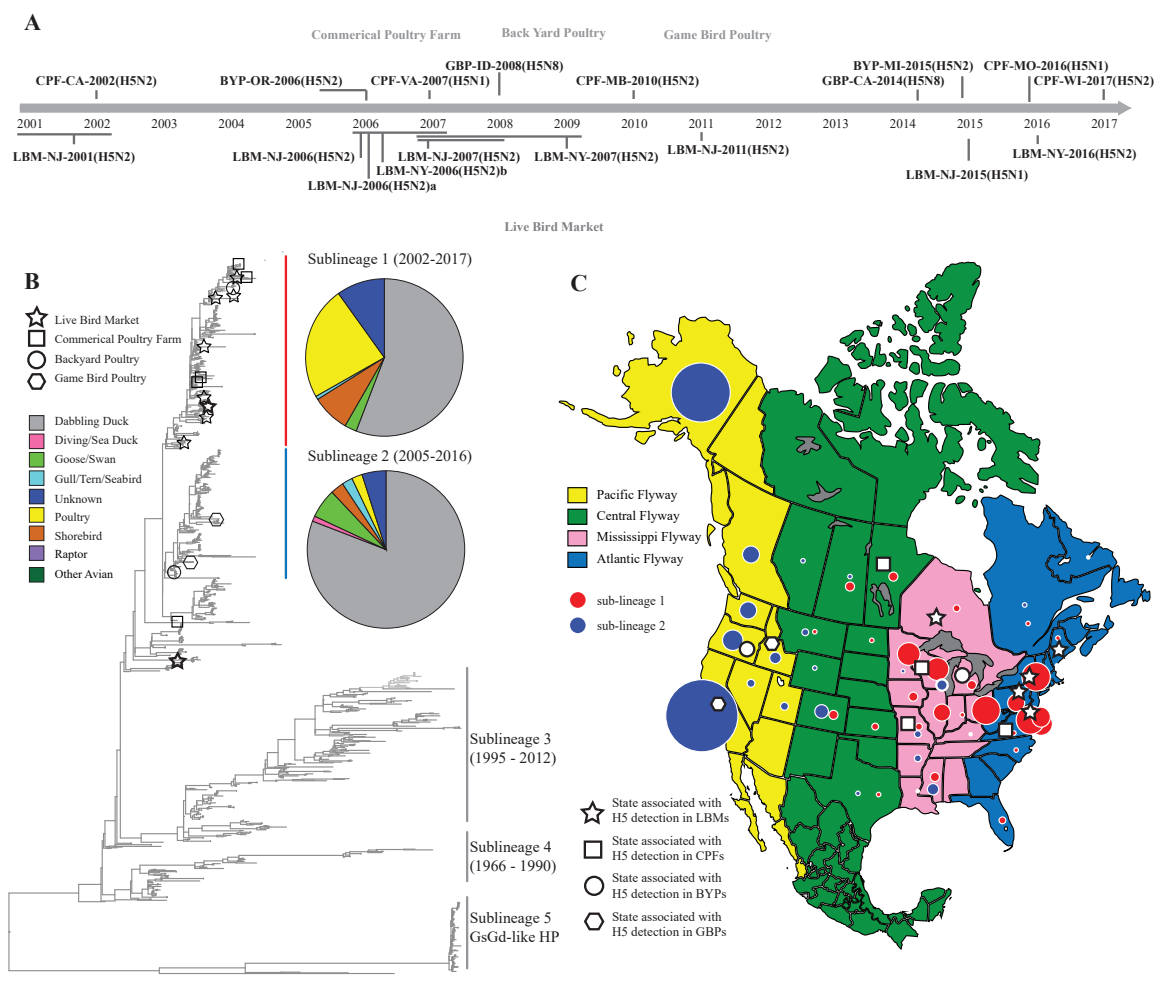 A
Commerical Poultry Farm
Back Yard Poultry
Game Bird Poultry
GBP-ID-2008(H5N8)
BYP-MI-2015(H5N2)
CPF-MO-2016(H5N1)
CPF-CA-2002(H5N2)
BYP-OR-2006(H5N2)
CPF-VA-2007(H5N1)
CPF-MB-2010(H5N2)
GBP-CA-2014(H5N8)
CPF-WI-2017(H5N2)
2001 2002 2003 2004 2005 2006 2007 2008 2009 2010 2011 2012 2013 2014 2015 2016 2017
LBM-NJ-2001(H5N2)
LBM-NJ-2006(H5N2)
LBM-NJ-2007(H5N2)
LBM-NY-2007(H5N2)
LBM-NJ-2011(H5N2)
LBM-NY-2016(H5N2)
LBM-NY-2006(H5N2)b
LBM-NJ-2015(H5N1)
LBM-NJ-2006(H5N2)a
Live Bird Market
B
Live Bird Market
Commerical Poultry Farm
Backyard Poultry
Game Bird Poultry
Dabbling Duck
Diving/Sea Duck
Goose/Swan
Gull/Tern/Seabird
Unknown
Poultry
Shorebird
Raptor
Other Avian
Sublineage 1 (2002-2017)
Sublineage 2 (2005-2016)
Sublineage 3
(1995 - 2012)
Sublineage 4
(1966 - 1990)
Sublineage 5
GsGd-like HP
C
Pacific Flyway
Central Flyway
Mississippi Flyway
Atlantic Flyway
sub-lineage 1
sub-lineage 2
State associated with
H5 detection in LBMs
State associated with
H5 detection in CPFs
State associated with
H5 detection in BYPs
State associated with
H5 detection in GBPs